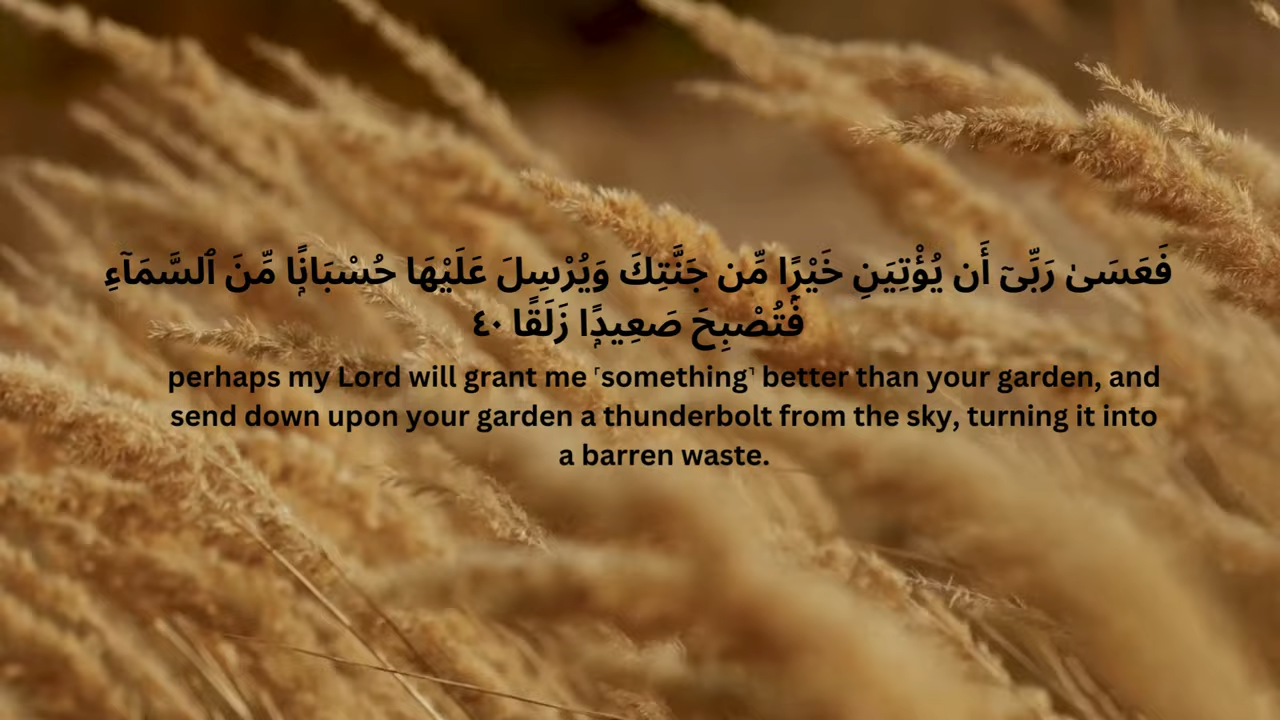 فَعَسَىٰ رَبِّىٓ أَن يُؤْتِيَنِ خَيْرًۭا مِّن جَنَّتِكَ وَيُرْسِلَ عَلَيْهَا حُسْبَانًۭا مِّنَ ٱلسَّمَآءِ
فَتُصْبِحَ صَعِيدًۭا زَلَقًا ٤٠
perhaps my Lord will grant me ˹something˺ better than your garden, and
send down upon your garden a thunderbolt from the sky, turning it into
a barren waste.